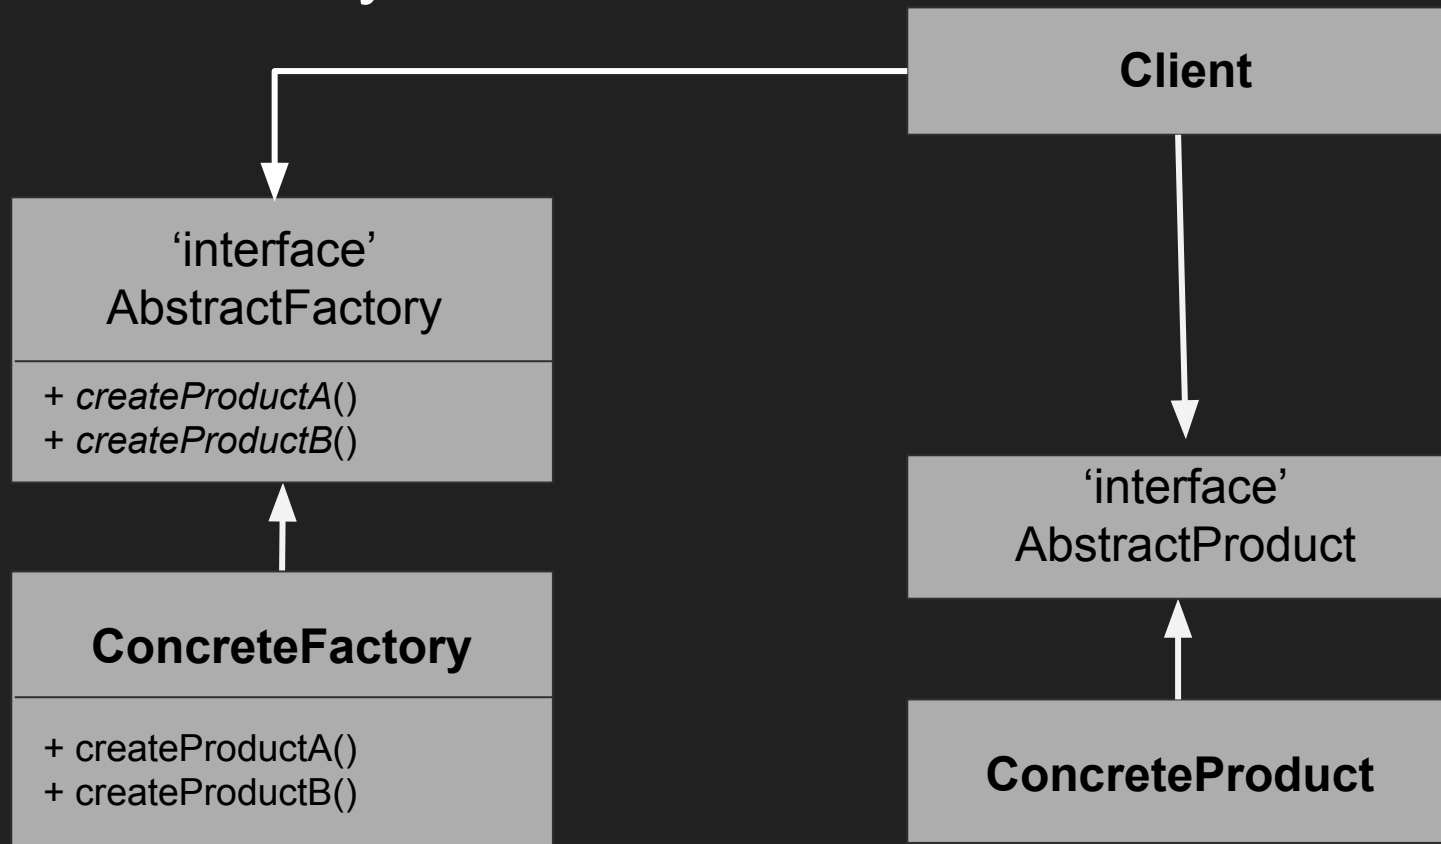 Client
‘interface’
AbstractFactory
+ createProductA()
+ createProductB()
‘interface’
AbstractProduct
ConcreteFactory
+ createProductA()
+ createProductB()
ConcreteProduct